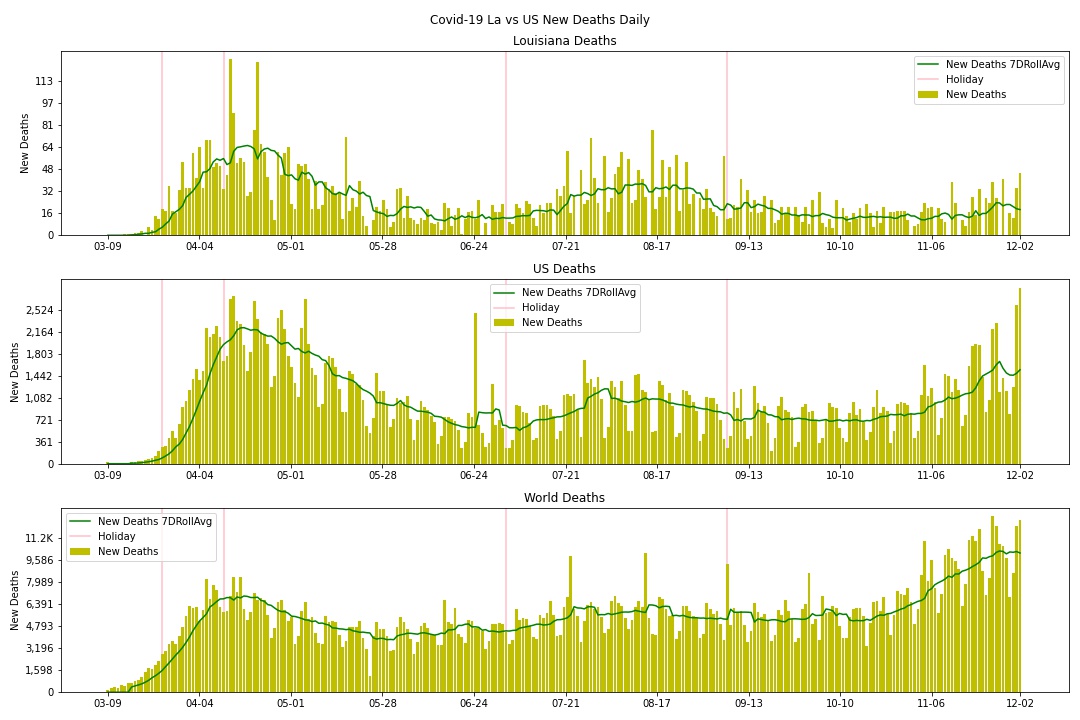 Covid-19 La vs US New Deaths Daily
Louisiana Deaths
New Deaths
113
97
81
64
48
32
16
0
New Deaths 7DRollAvg
Holiday
New Deaths
03-09 04-04 05-01 05-28 06-24 07-21 08-17 09-13 10-10 11-06 12-02
US Deaths
New Deaths
2,524
2,164
1,803
1,442
1,082
721
361
0
New Deaths 7DRollAvg
Holiday
New Deaths
03-09 04-04 05-01 05-28 06-24 07-21 08-17 09-13 10-10 11-06 12-02
World Deaths
New Deaths
11.2K
9,586
7,989
6,391
4,793
3,196
1,598
0
New Deaths 7DRollAvg
Holiday
New Deaths
03-09 04-04 05-01 05-28 06-24 07-21 08-17 09-13 10-10 11-06 12-02